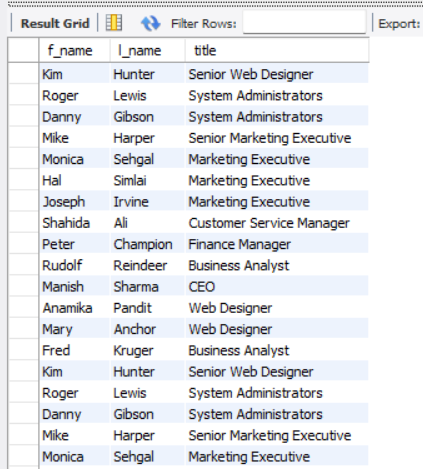 Result Grid Filter Rows: Export:
f_name l_name title
Kim Hunter Senior Web Designer
Roger Lewis System Administrators
Danny Gibson System Administrators
Mike Harper Senior Marketing Executive
Monica Sehgal Marketing Executive
Hal Simlai Marketing Executive
Joseph Irvine Marketing Executive
Shahida Ali Customer Service Manager
Peter Champion Finance Manager
Rudolf Reindeer Business Analyst
Manish Sharma CEO
Anamika Pandit Web Designer
Mary Anchor Web Designer
Fred Kruger Business Analyst
Kim Hunter Senior Web Designer
Roger Lewis System Administrators
Danny Gibson System Administrators
Mike Harper Senior Marketing Executive
Monica Sehgal Marketing Executive